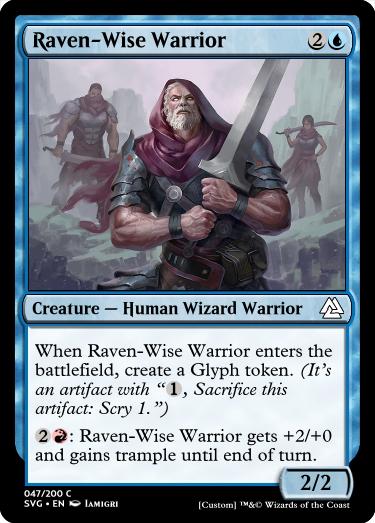 Raven-Wise Warrior 2
Creature — Human Wizard Warrior
When Raven-Wise Warrior enters the
battlefield, create a Glyph token. (It's
an artifact with “1, Sacrifice this
artifact: Scry 1.”)
2: Raven-Wise Warrior gets +2/+0
and gains trample until end of turn.
2/2
047/200 C
SVG • EN Iamigri
[Custom] ™&© Wizards of the Coast